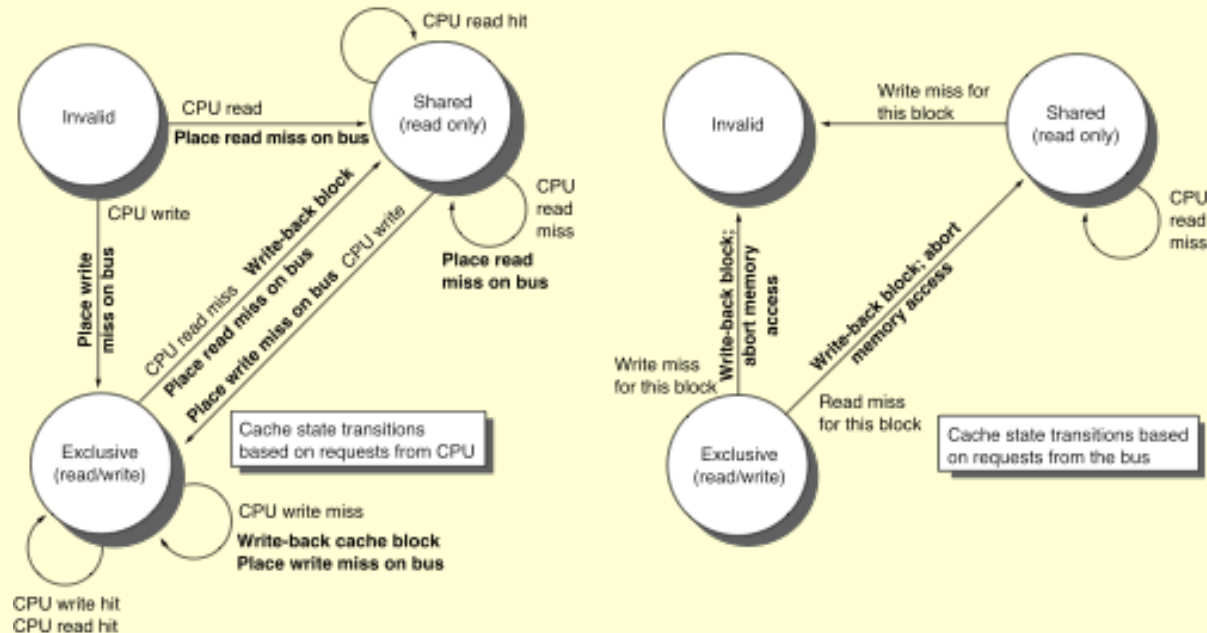 CPU read hit
Invalid
CPU read
Place read miss on bus
Shared
(read only)
CPU write
Place write
miss on bus
CPU read miss
Write-back block
Place read miss on bus
Place write miss on bus
CPU write
CPU
read
miss
Place read
miss on bus
Exclusive
(read/write)
Cache state transitions
based on requests from CPU
CPU write miss
Write-back cache block
Place write miss on bus
CPU write hit
CPU read hit
Invalid
Write miss for
this block
Shared
(read only)
CPU
read
miss
Write-back block;
abort memory
access
Write-back block; abort
memory access
Write miss
for this block
Read miss
for this block
Exclusive
(read/write)
Cache state transitions based
on requests from the bus